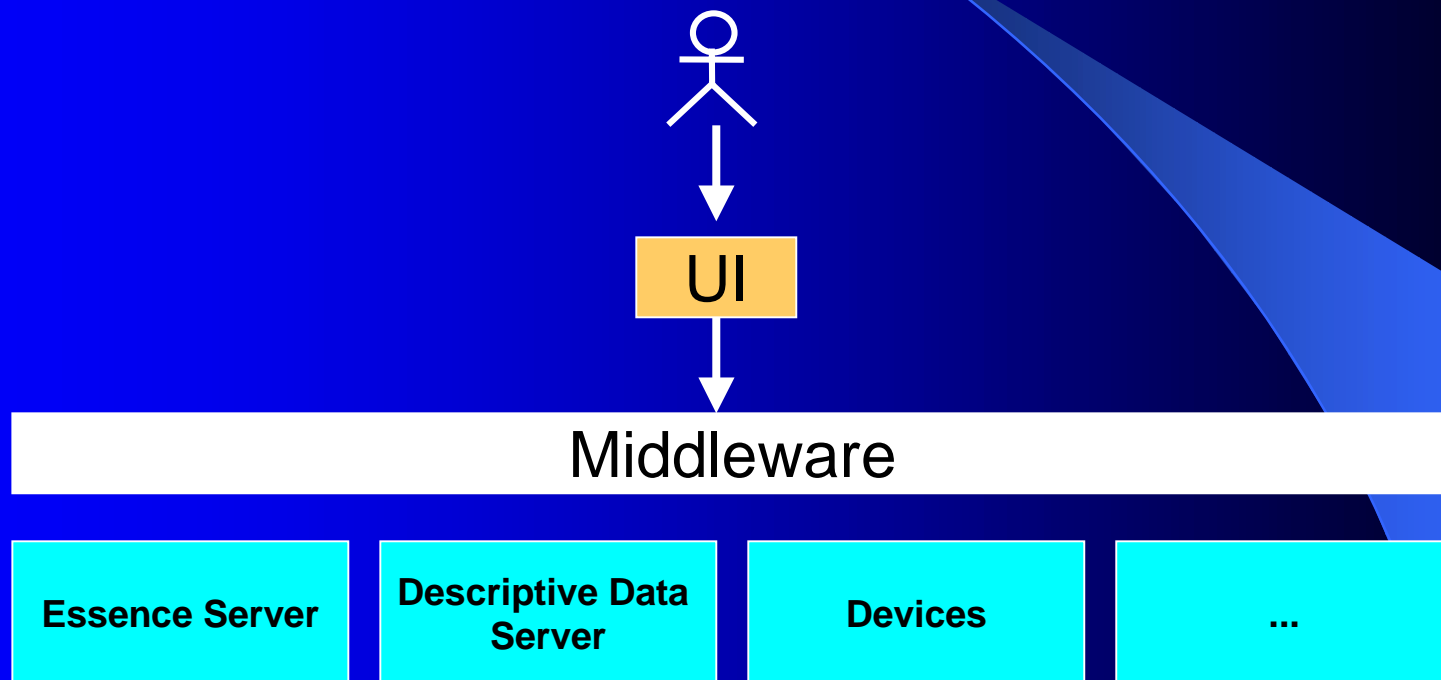 UI
Middleware
Essence Server
Descriptive Data
Server
Devices
...